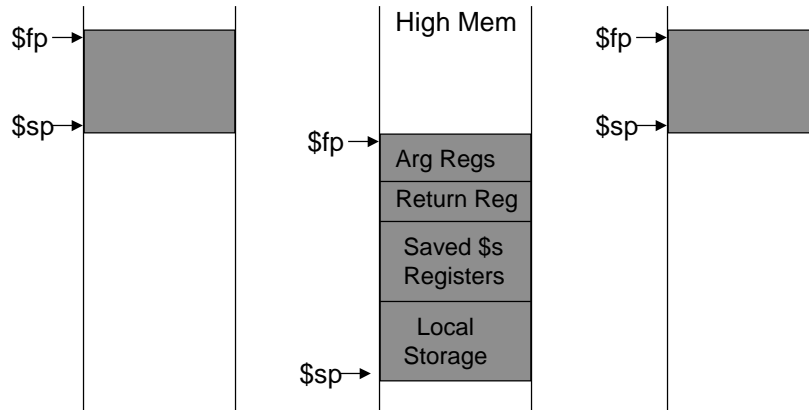 $fp
$sp
High Mem
$fp
Arg Regs
Return Reg
Saved $s
Registers
Local
Storage
$sp
$fp
$sp